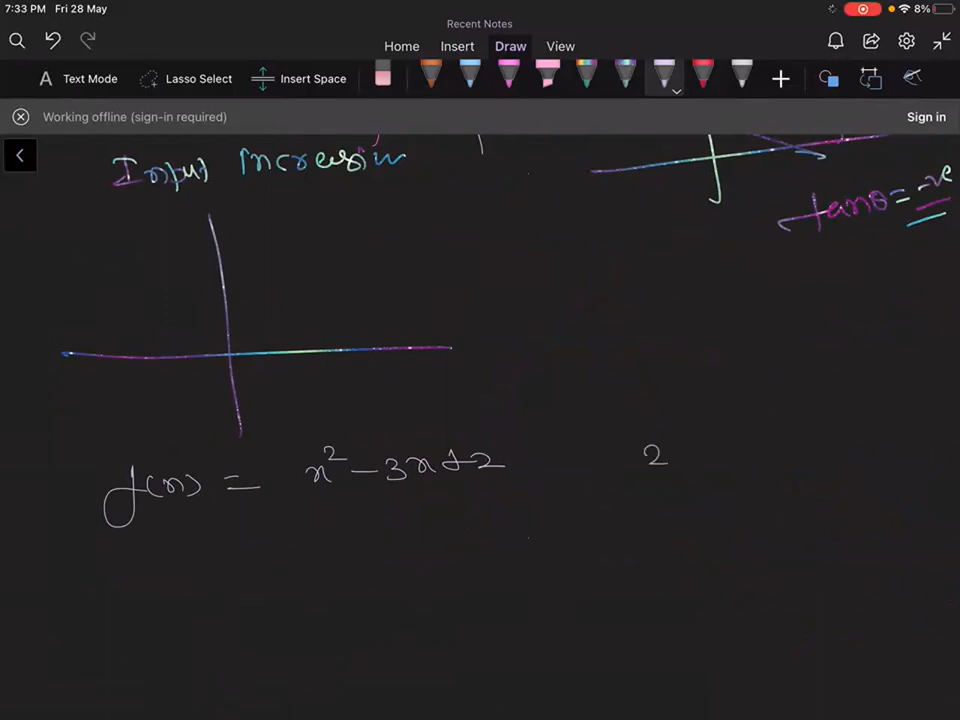 7:33 PM Fri 28 May
8%
Recent Notes
Home Insert Draw View
A Text Mode Lasso Select Insert Space
Working offline (sign-in required) Sign in
Input Increasin
tanθ = -ve
f(x) = x² - 3x + 2 2